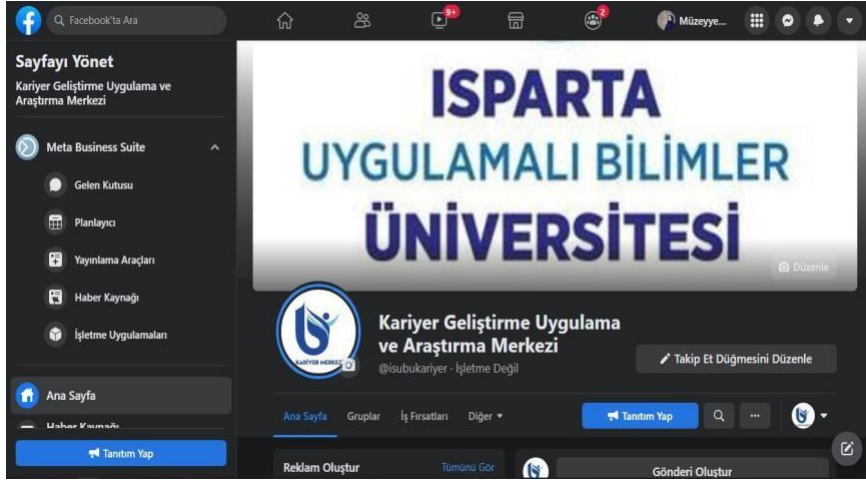 Facebook'ta Ara
9+
2
Müzeyye...
Sayfayı Yönet
Kariyer Geliştirme Uygulama ve
Araştırma Merkezi
Meta Business Suite
Gelen Kutusu
Planlayıcı
Yayınlama Araçları
Haber Kaynağı
İşletme Uygulamaları
Ana Sayfa
Haber Kaynağı
Tanıtım Yap
ISPARTA
UYGULAMALI BİLİMLER
ÜNİVERSİTESİ
Düzenle
KARİYER MERKEZİ
Kariyer Geliştirme Uygulama
ve Araştırma Merkezi
@isubukariyer · İşletme Değil
Takip Et Düğmesini Düzenle
Ana Sayfa Gruplar İş Fırsatları Diğer
Tanıtım Yap
Reklam Oluştur Tümünü Gör
Gönderi Oluştur